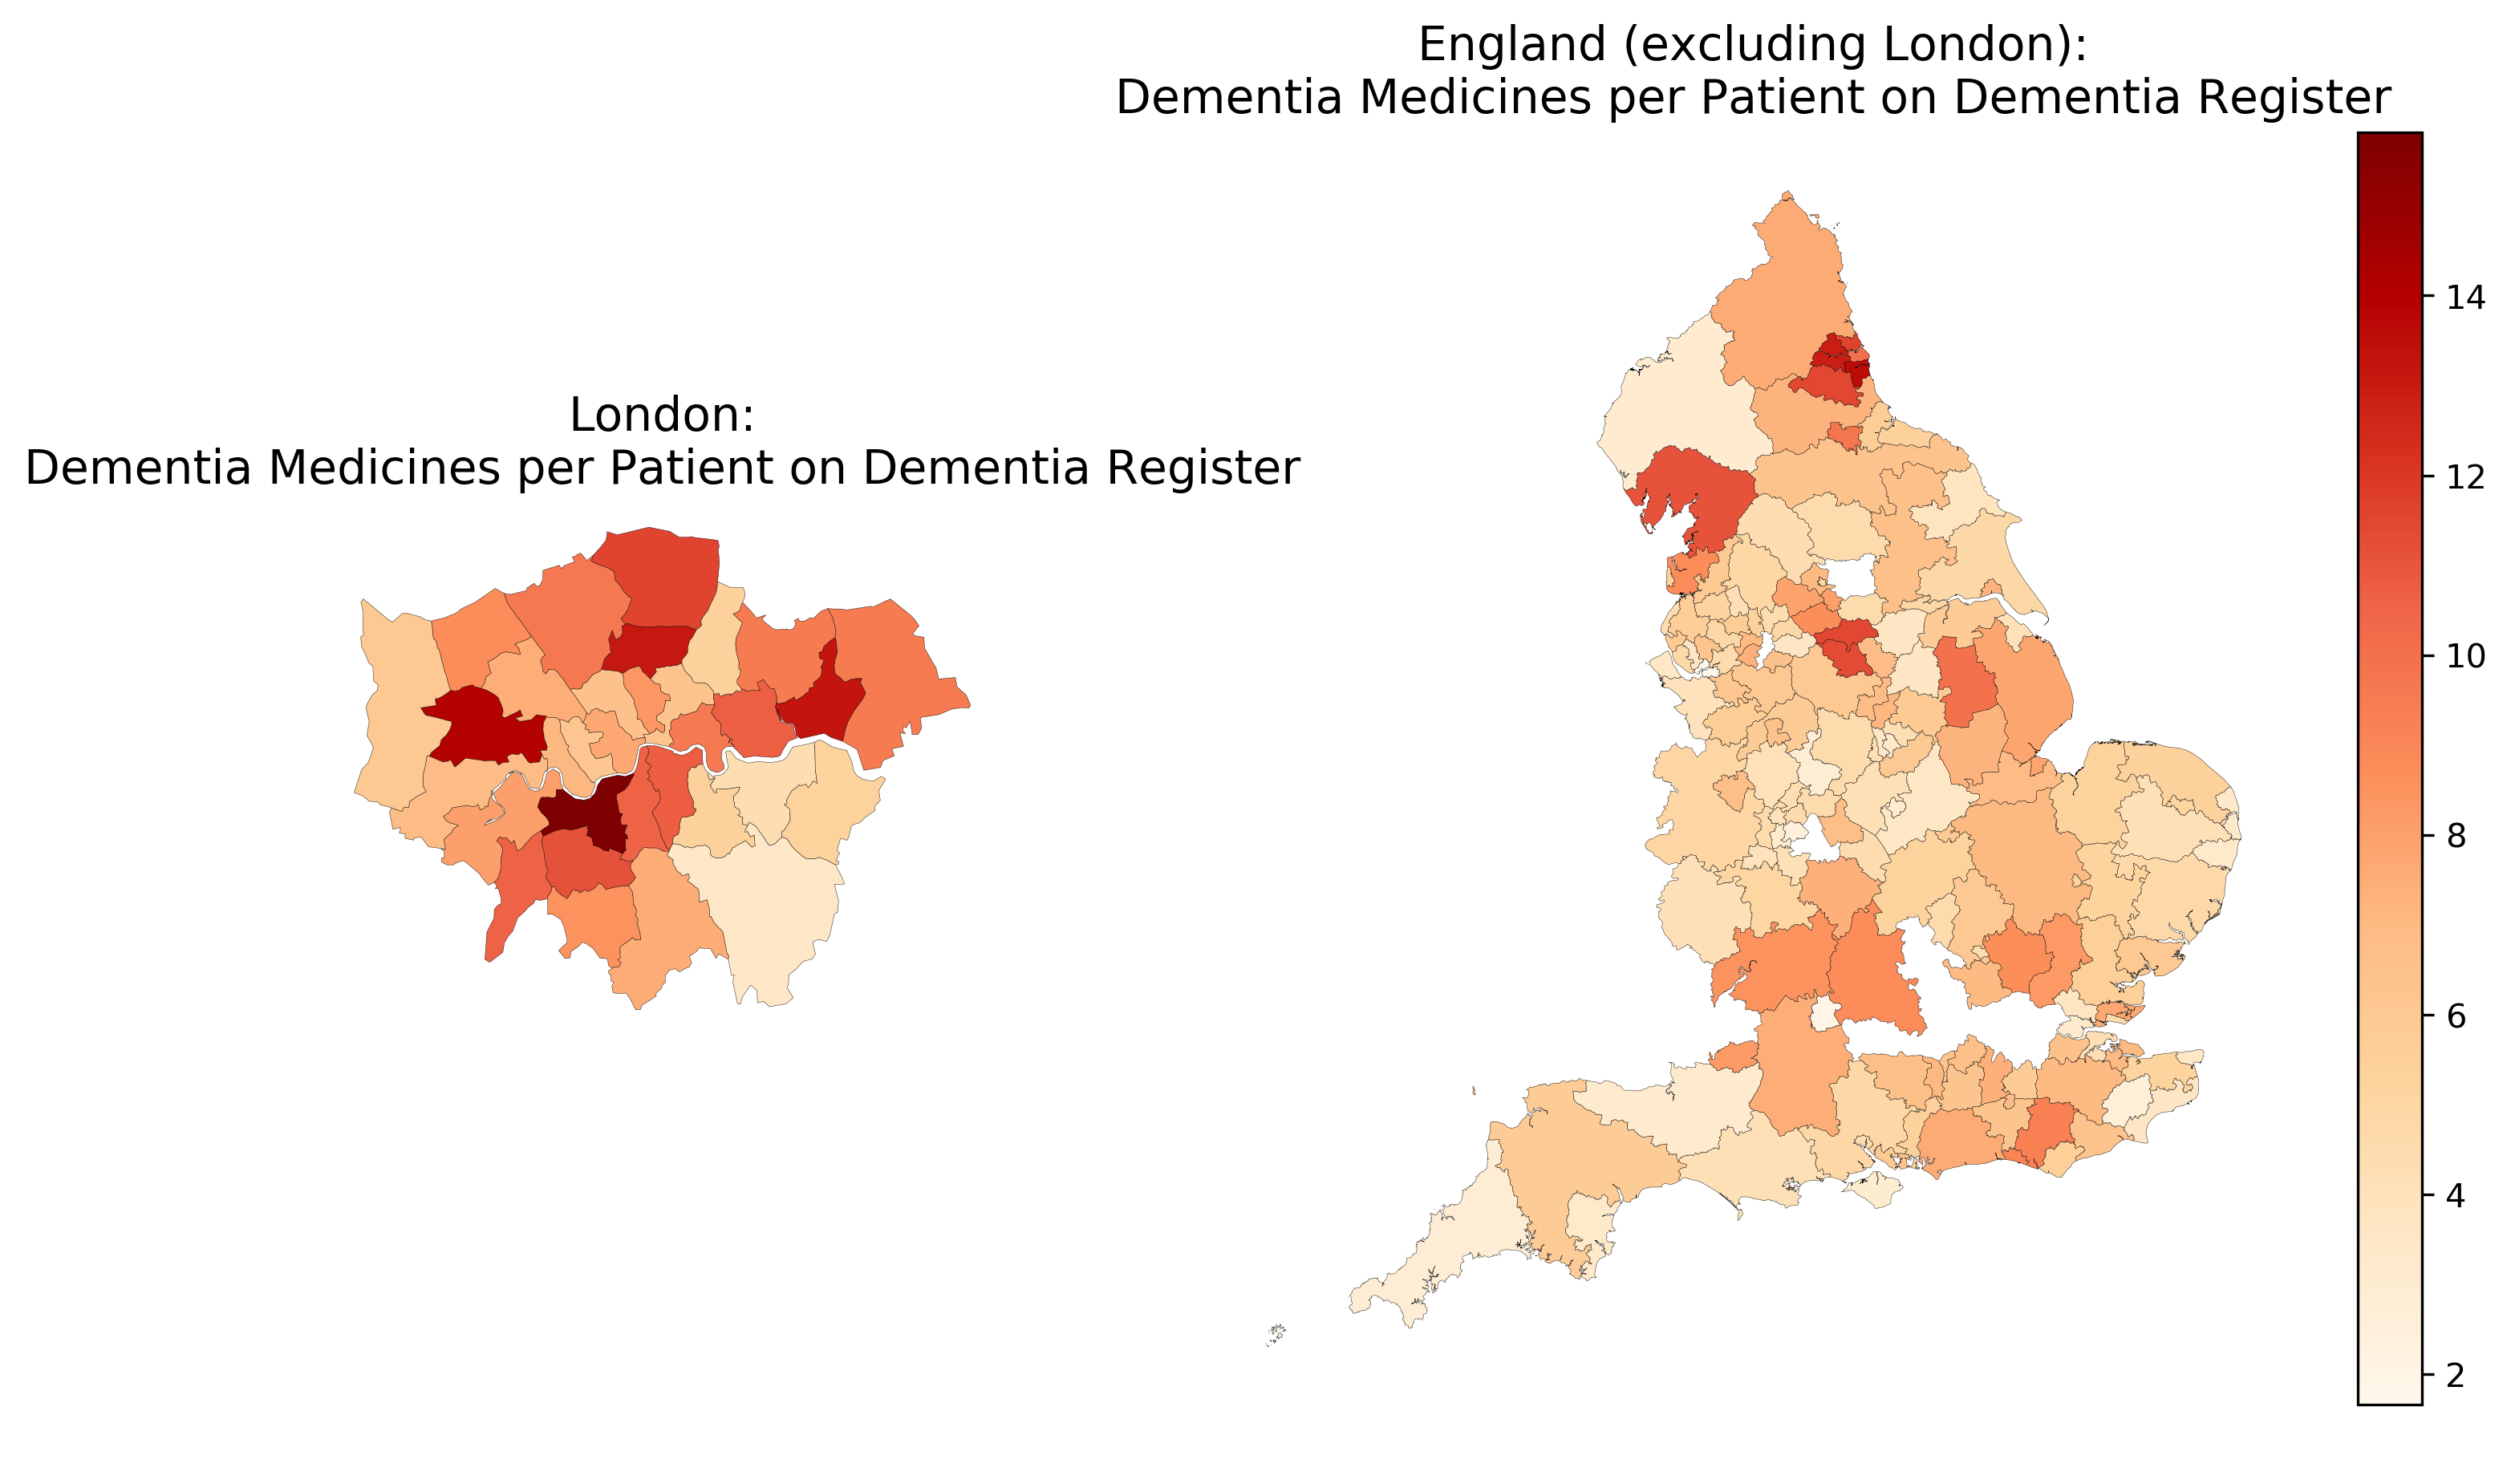 London:
Dementia Medicines per Patient on Dementia Register
England (excluding London):
Dementia Medicines per Patient on Dementia Register
14
12
10
8
6
4
2